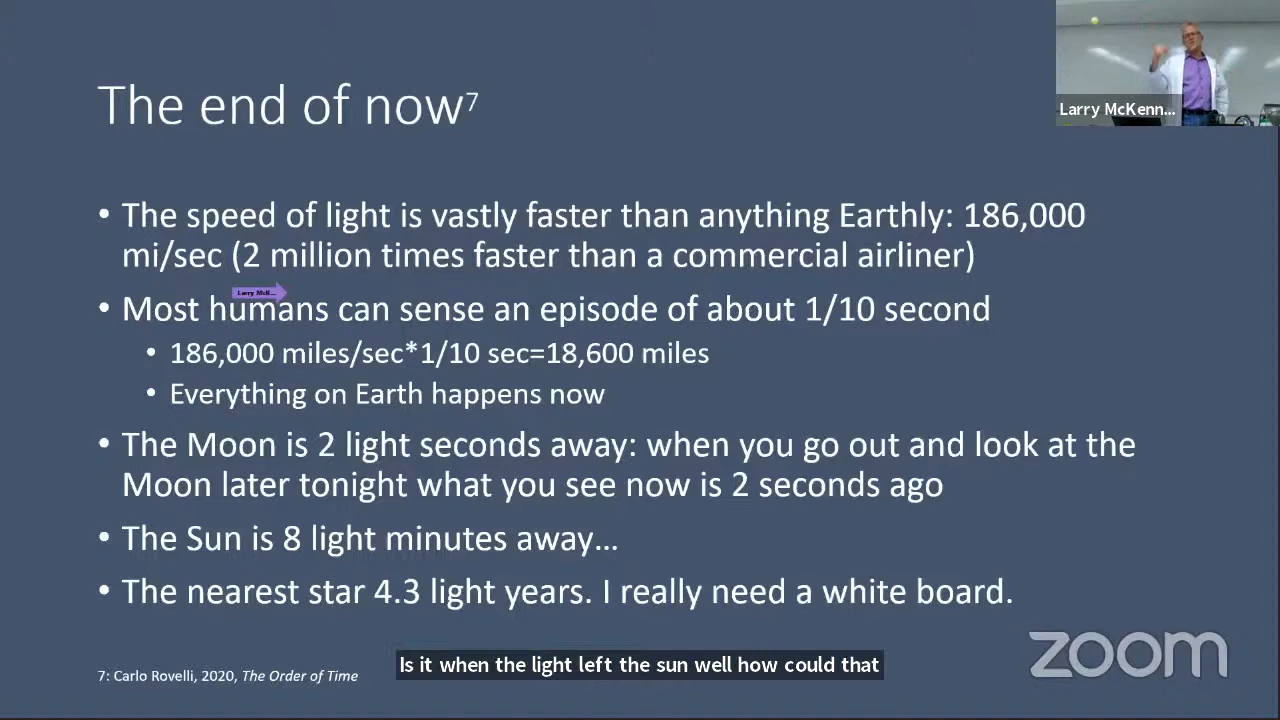 The end of now⁷
Larry McKenn...
• The speed of light is vastly faster than anything Earthly: 186,000
mi/sec (2 million times faster than a commercial airliner)
Larry McK...
• Most humans can sense an episode of about 1/10 second
• 186,000 miles/sec*1/10 sec=18,600 miles
• Everything on Earth happens now
• The Moon is 2 light seconds away: when you go out and look at the
Moon later tonight what you see now is 2 seconds ago
• The Sun is 8 light minutes away…
• The nearest star 4.3 light years. I really need a white board.
zoom
Is it when the light left the sun well how could that
7: Carlo Rovelli, 2020, The Order of Time